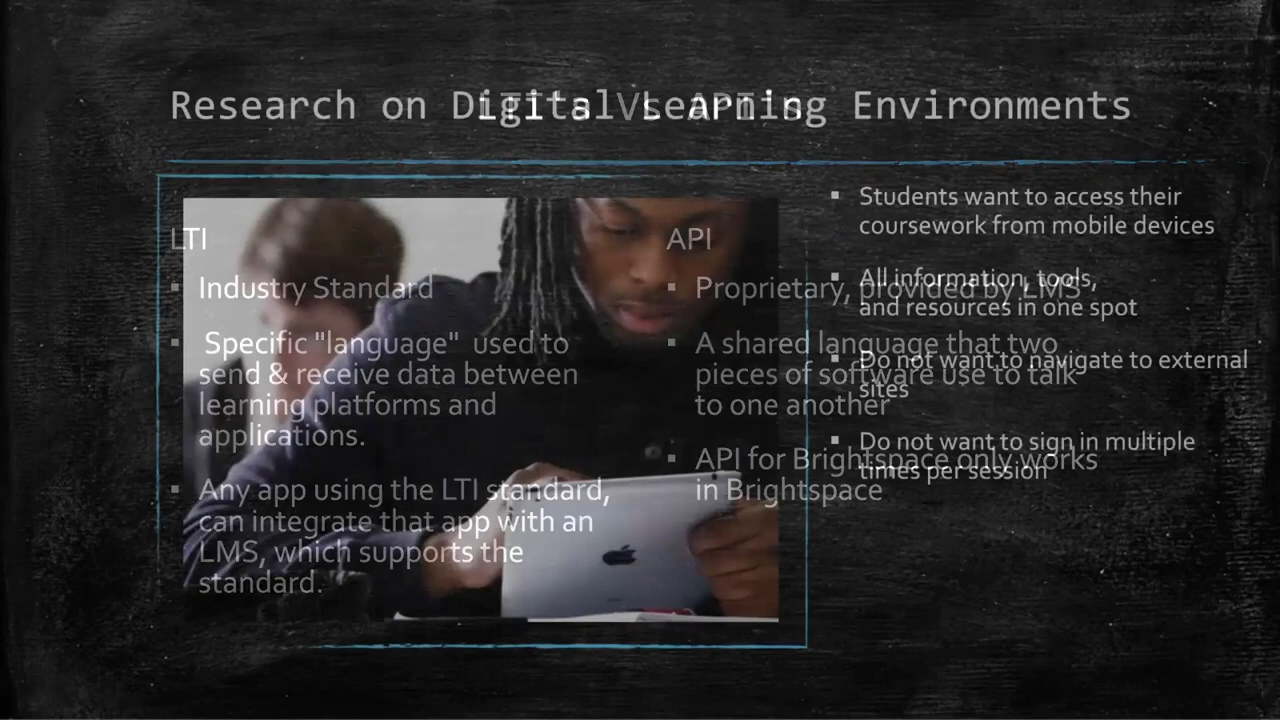 Research on Digital Learning Environments
LTI's Vs API's
LTI
Industry Standard
Specific "language" used to
send & receive data between
learning platforms and
applications.
Any app using the LTI standard,
can integrate that app with an
LMS, which supports the
standard.
API
Proprietary, provided by LMS
A shared language that two
pieces of software use to talk
to one another
API for Brightspace only works
in Brightspace
Students want to access their
coursework from mobile devices
All information, tools,
and resources in one spot
Do not want to navigate to external
sites
Do not want to sign in multiple
times per session